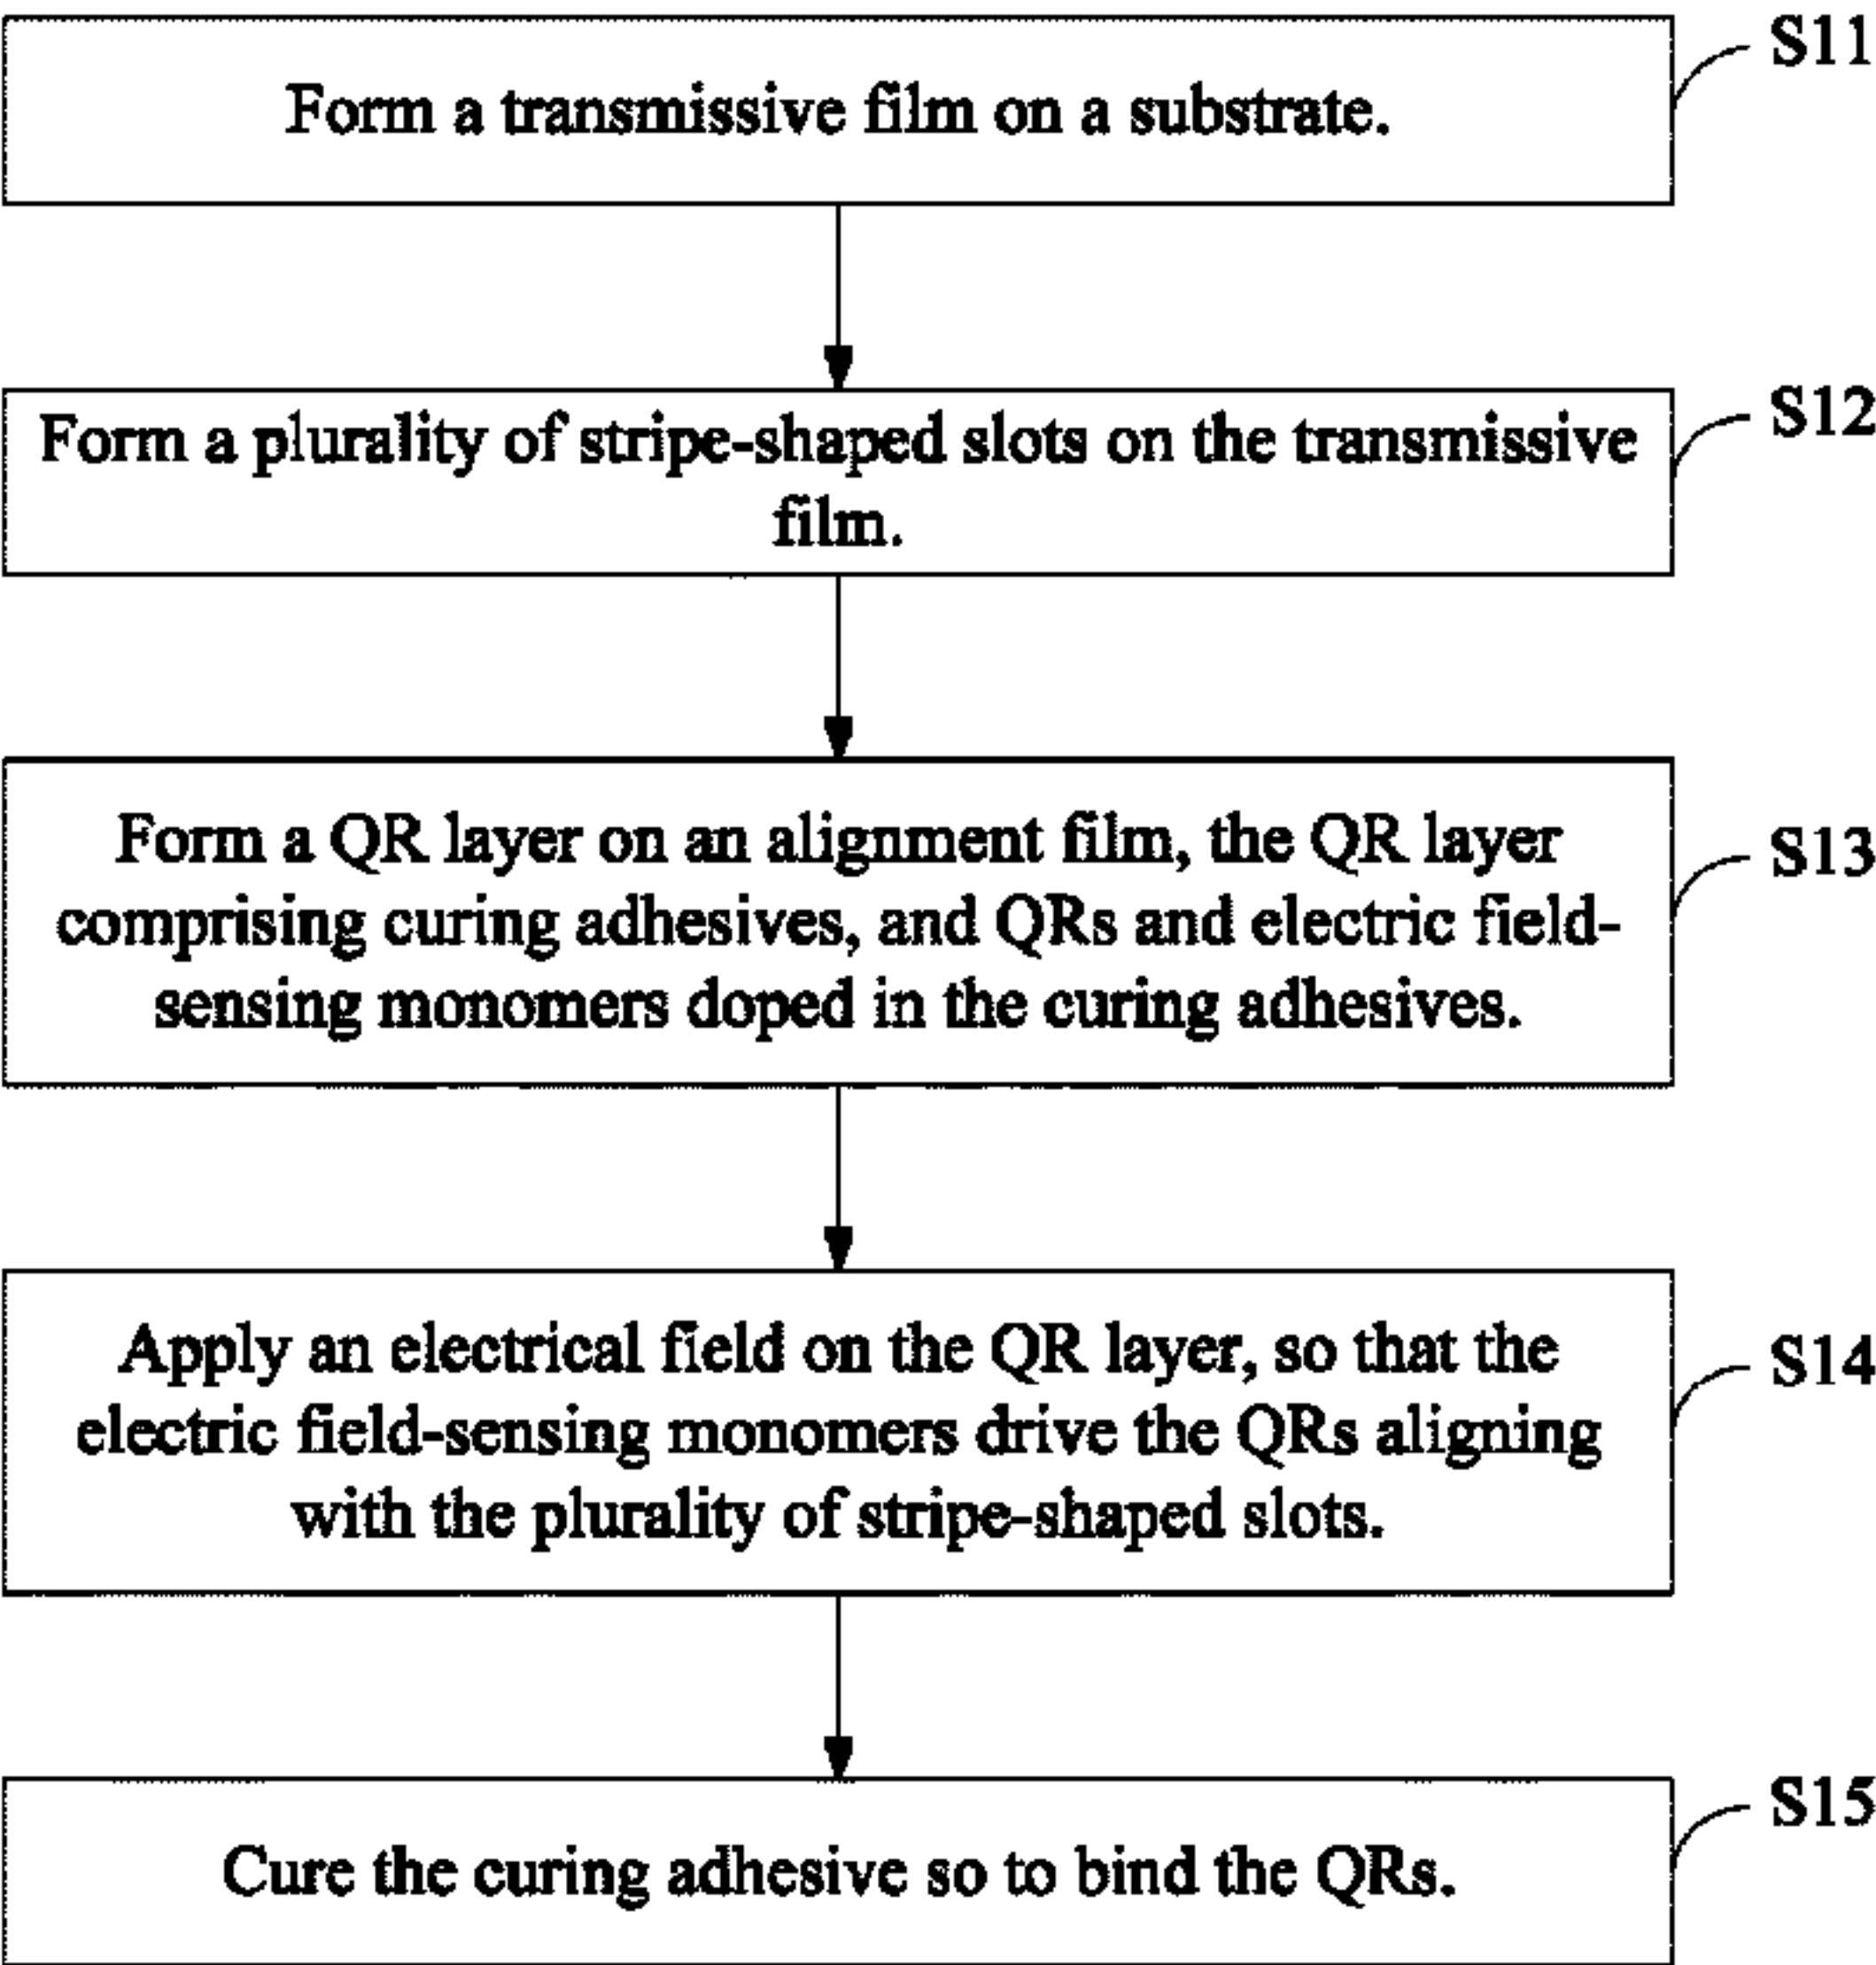 S11
Form a transmissive film on a substrate.
S12
Form a plurality of stripe-shaped slots on the transmissive
film.
Form a QR layer on an alignment film, the QR layer
S13
comprising curing adhesives, and QRs and electric field-
sensing monomers doped in the curing adhesives.
Apply an electrical field on the QR layer, so that the
S14
electric field-sensing monomers drive the QRs aligning
with the plurality of stripe-shaped slots.
S15
Cure the curing adhesive so to bind the QRs.